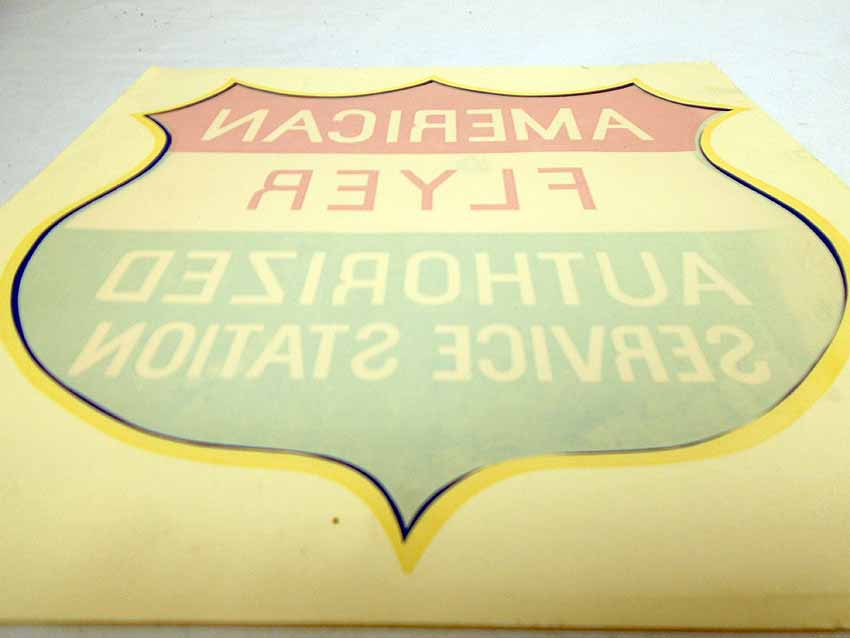 AMERICAN
FLYER
AUTHORIZED
SERVICE STATION